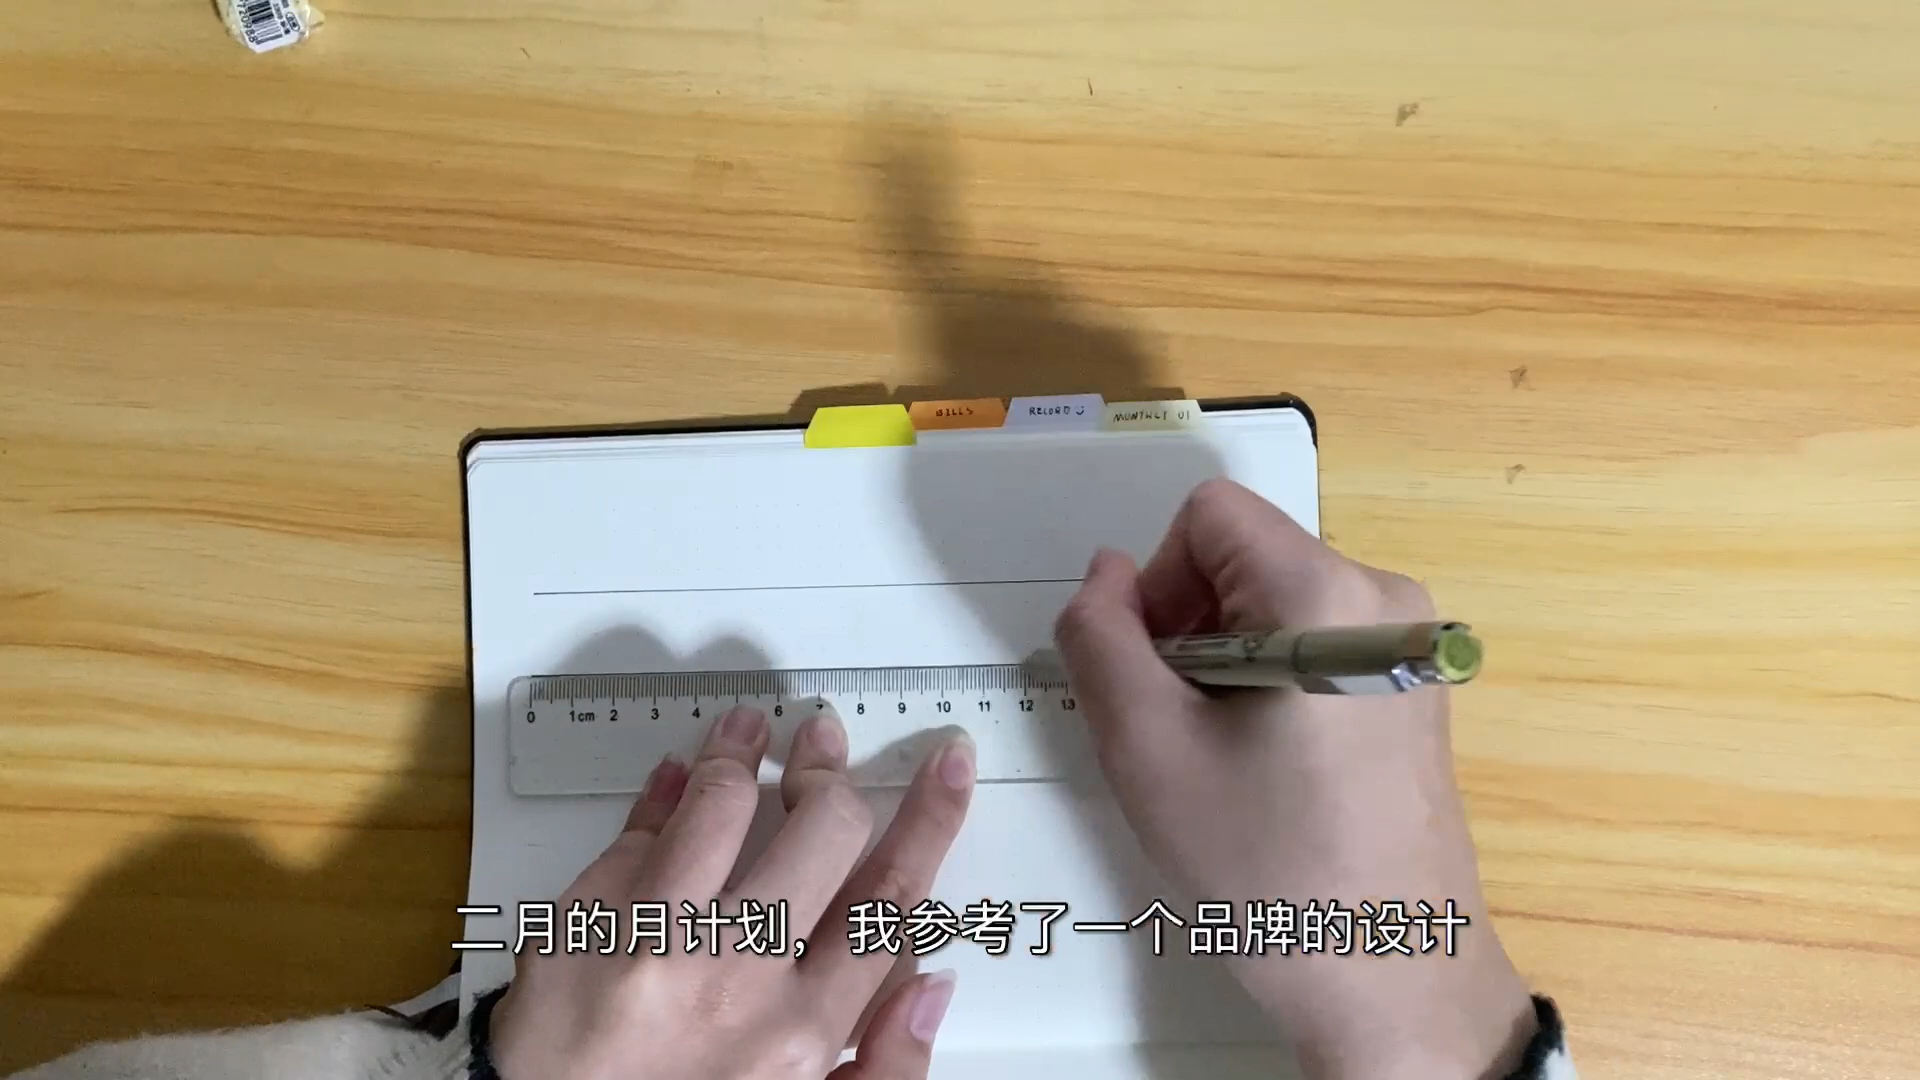 BILLS
RECORD
MONTHLY 01
0 1cm 2 3 4 6 7 8 9 10 11 12 13
二月的月计划，我参考了一个品牌的设计